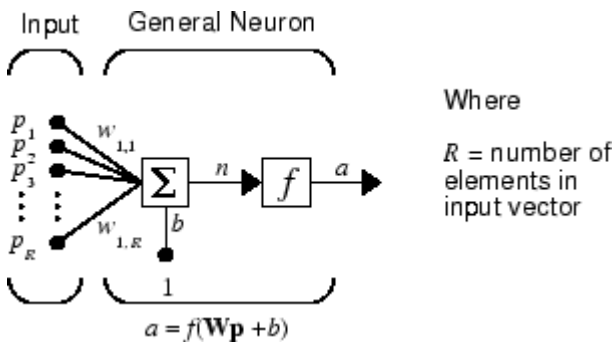 Input General Neuron
p1
p2
p3
pR
w1,1
w1,R
Σ
n
f
a
b
1
a = f(Wp +b)
Where
R = number of
elements in
input vector